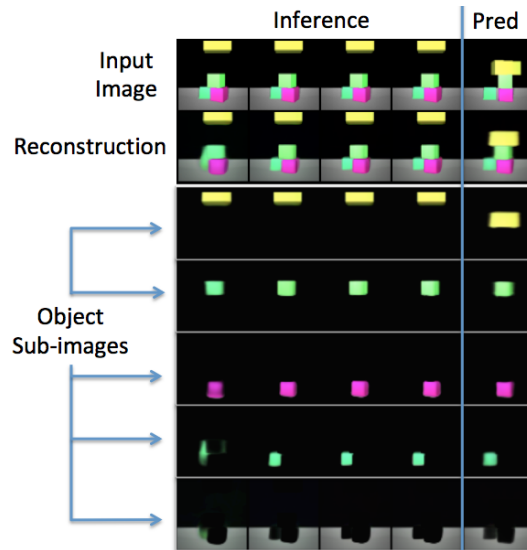 Inference
Pred
Input
Image
Reconstruction
Object
Sub-images